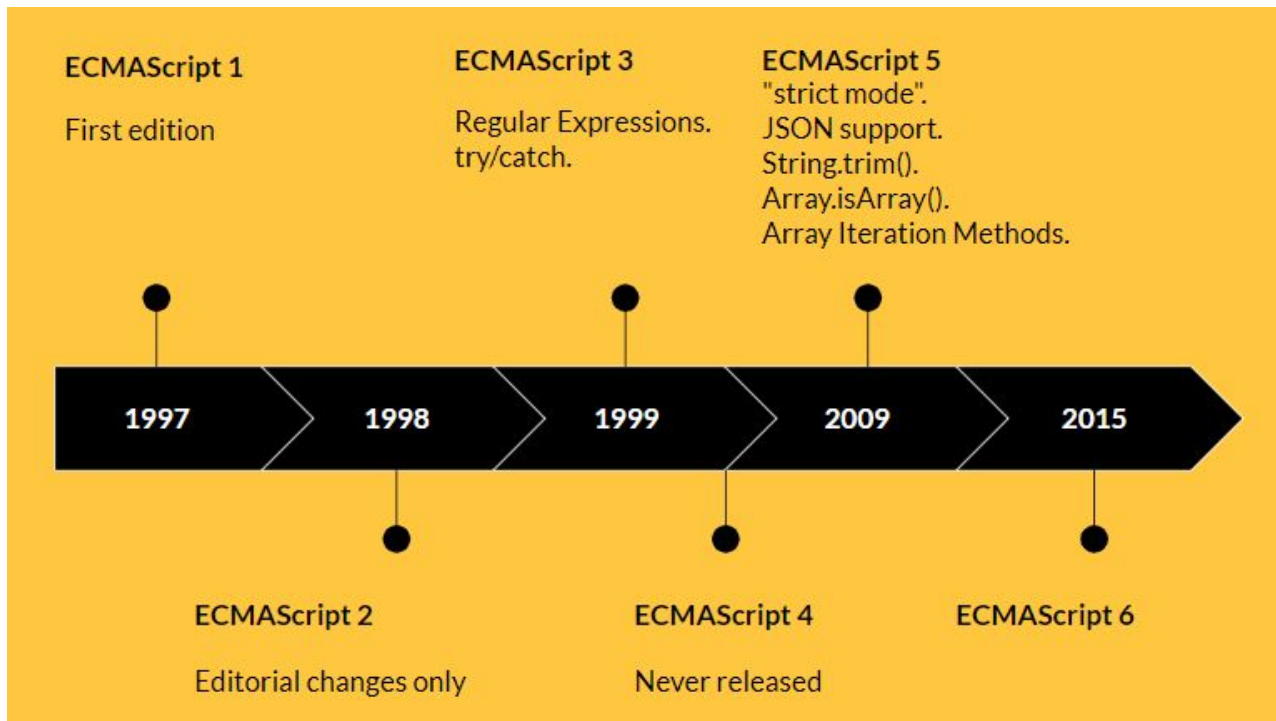 ECMAScript 1
First edition
ECMAScript 3
Regular Expressions.
try/catch.
ECMAScript 5
"strict mode".
JSON support.
String.trim().
Array.isArray().
Array Iteration Methods.
1997
1998
1999
2009
2015
ECMAScript 2
Editorial changes only
ECMAScript 4
Never released
ECMAScript 6